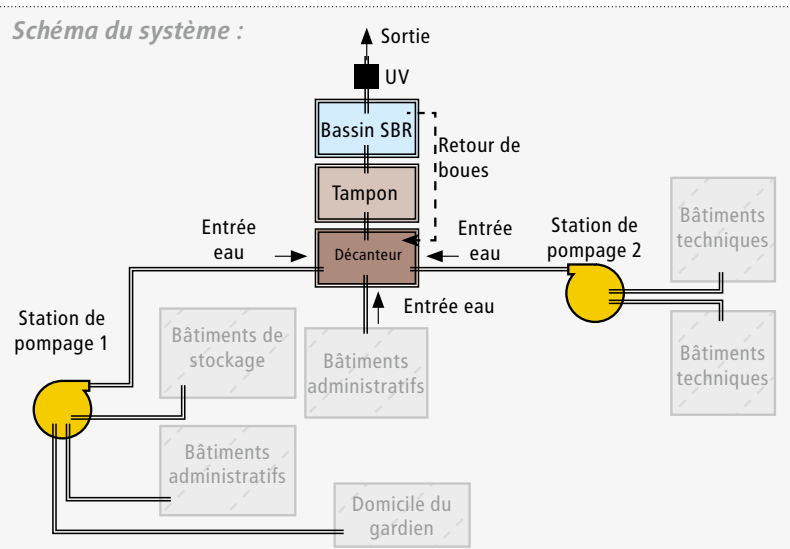 Schéma du système :
Sortie
UV
Bassin SBR
Retour de
boues
Tampon
Entrée
eau
Décanteur
Entrée
eau
Station de
pompage 2
Bâtiments
techniques
Entrée eau
Station de
pompage 1
Bâtiments de
stockage
Bâtiments
administratifs
Bâtiments
techniques
Bâtiments
administratifs
Domicile du
gardien